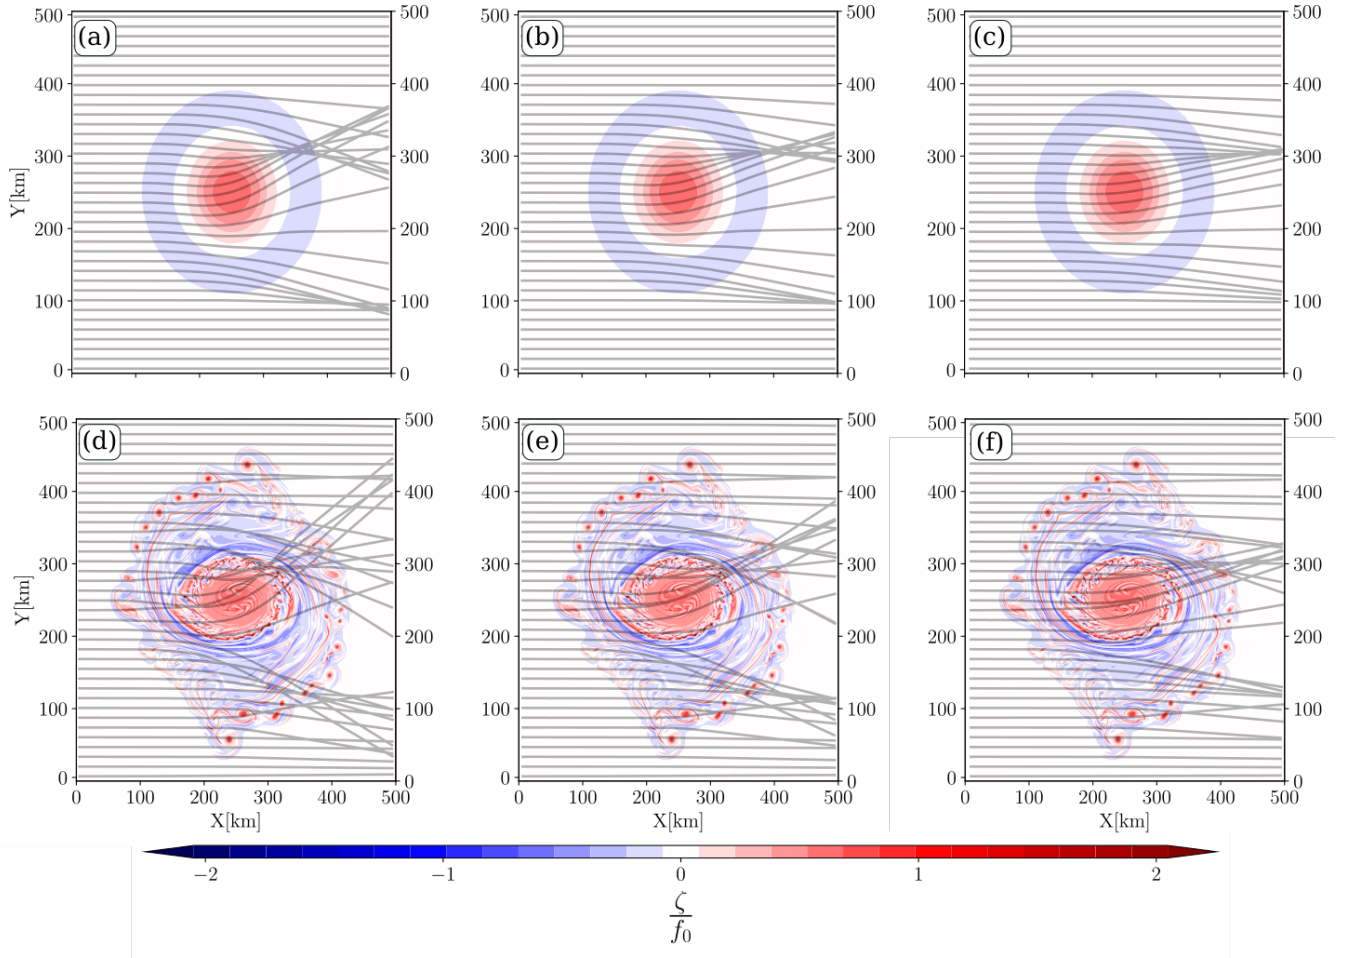 (a) (b) (c)
500 500 500 500 500 500
400 400 400 400 400 400
Y[km]
300 300 300 300 300 300
200 200 200 200 200 200
100 100 100 100 100 100
0 0 0 0 0 0
(d) (e) (f)
500 500 500 500 500 500
400 400 400 400 400 400
Y[km]
300 300 300 300 300 300
200 200 200 200 200 200
100 100 100 100 100 100
0 0 0 0 0 0
0 100 200 300 400 500 0 100 200 300 400 500 0 100 200 300 400 500
X[km] X[km] X[km]
−2 −1 0 1 2
ζ
f₀